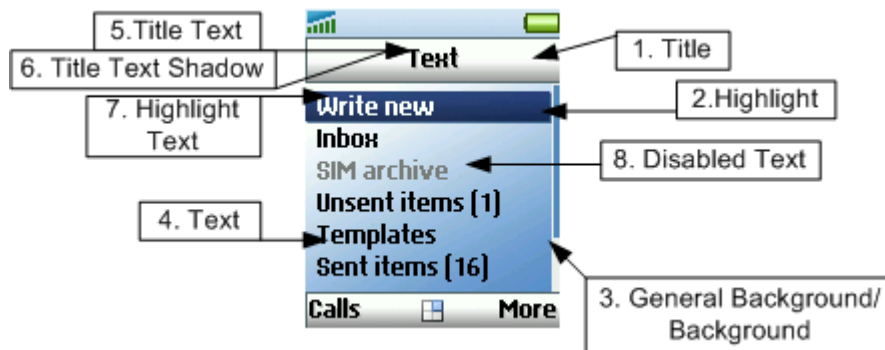 5.Title Text
6. Title Text Shadow
Text
1. Title
7. Highlight
Text
Write new
2.Highlight
Inbox
SIM archive
8. Disabled Text
Unsent items (1)
4. Text
Templates
Sent items (16)
3. General Background/
Background
Calls
More